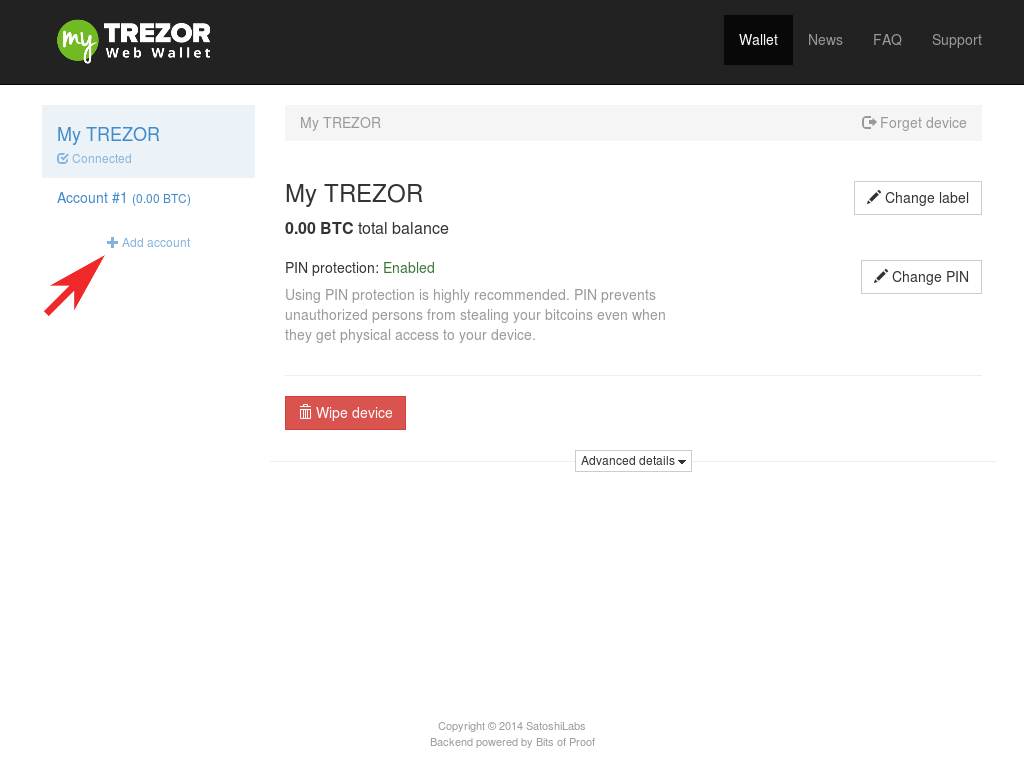 my TREZOR
Web Wallet
Wallet News FAQ Support
My TREZOR
Connected
Account #1 (0.00 BTC)
Add account
My TREZOR Forget device
My TREZOR
Change label
0.00 BTC total balance
PIN protection: Enabled
Change PIN
Using PIN protection is highly recommended. PIN prevents
unauthorized persons from stealing your bitcoins even when
they get physical access to your device.
Wipe device
Advanced details
Copyright © 2014 SatoshiLabs
Backend powered by Bits of Proof